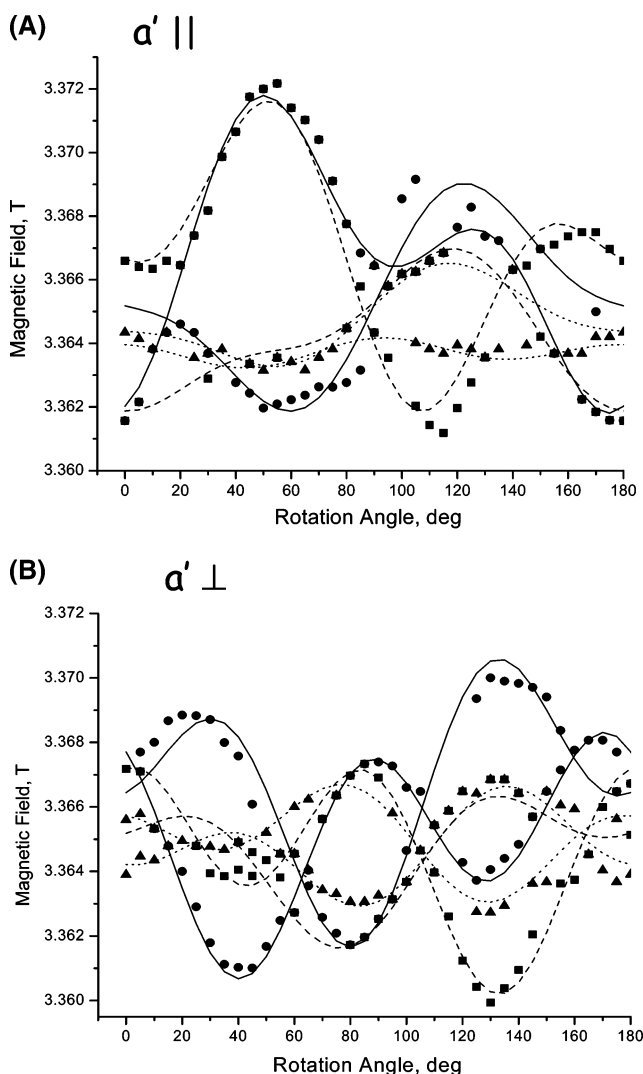 (A)
a′ ||
3.372
3.370
3.368
3.366
3.364
3.362
3.360
Magnetic Field, T
0 20 40 60 80 100 120 140 160 180
Rotation Angle, deg
(B)
a′ ⊥
3.372
3.370
3.368
3.366
3.364
3.362
3.360
Magnetic Field, T
0 20 40 60 80 100 120 140 160 180
Rotation Angle, deg